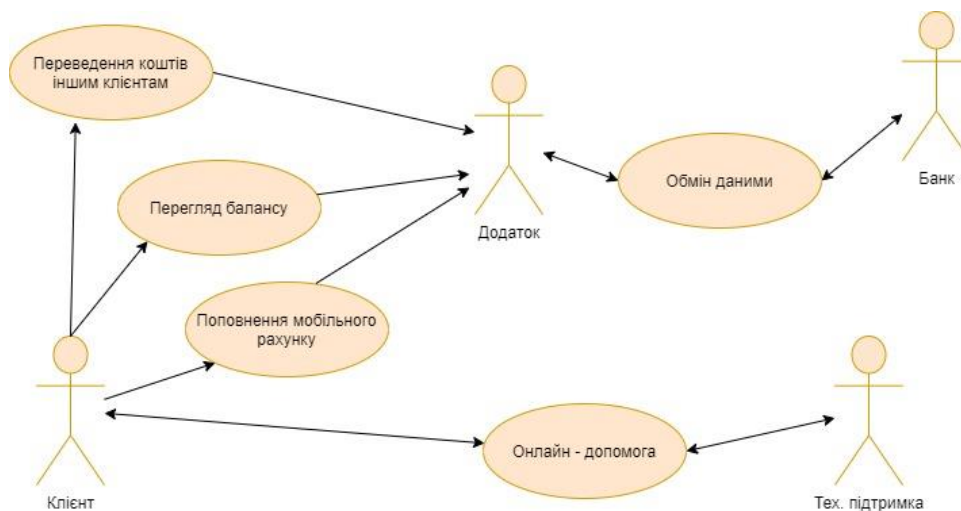 Переведення коштів
іншим клієнтам
Перегляд балансу
Поповнення мобільного
рахунку
Додаток
Обмін даними
Банк
Клієнт
Онлайн - допомога
Тех. підтримка